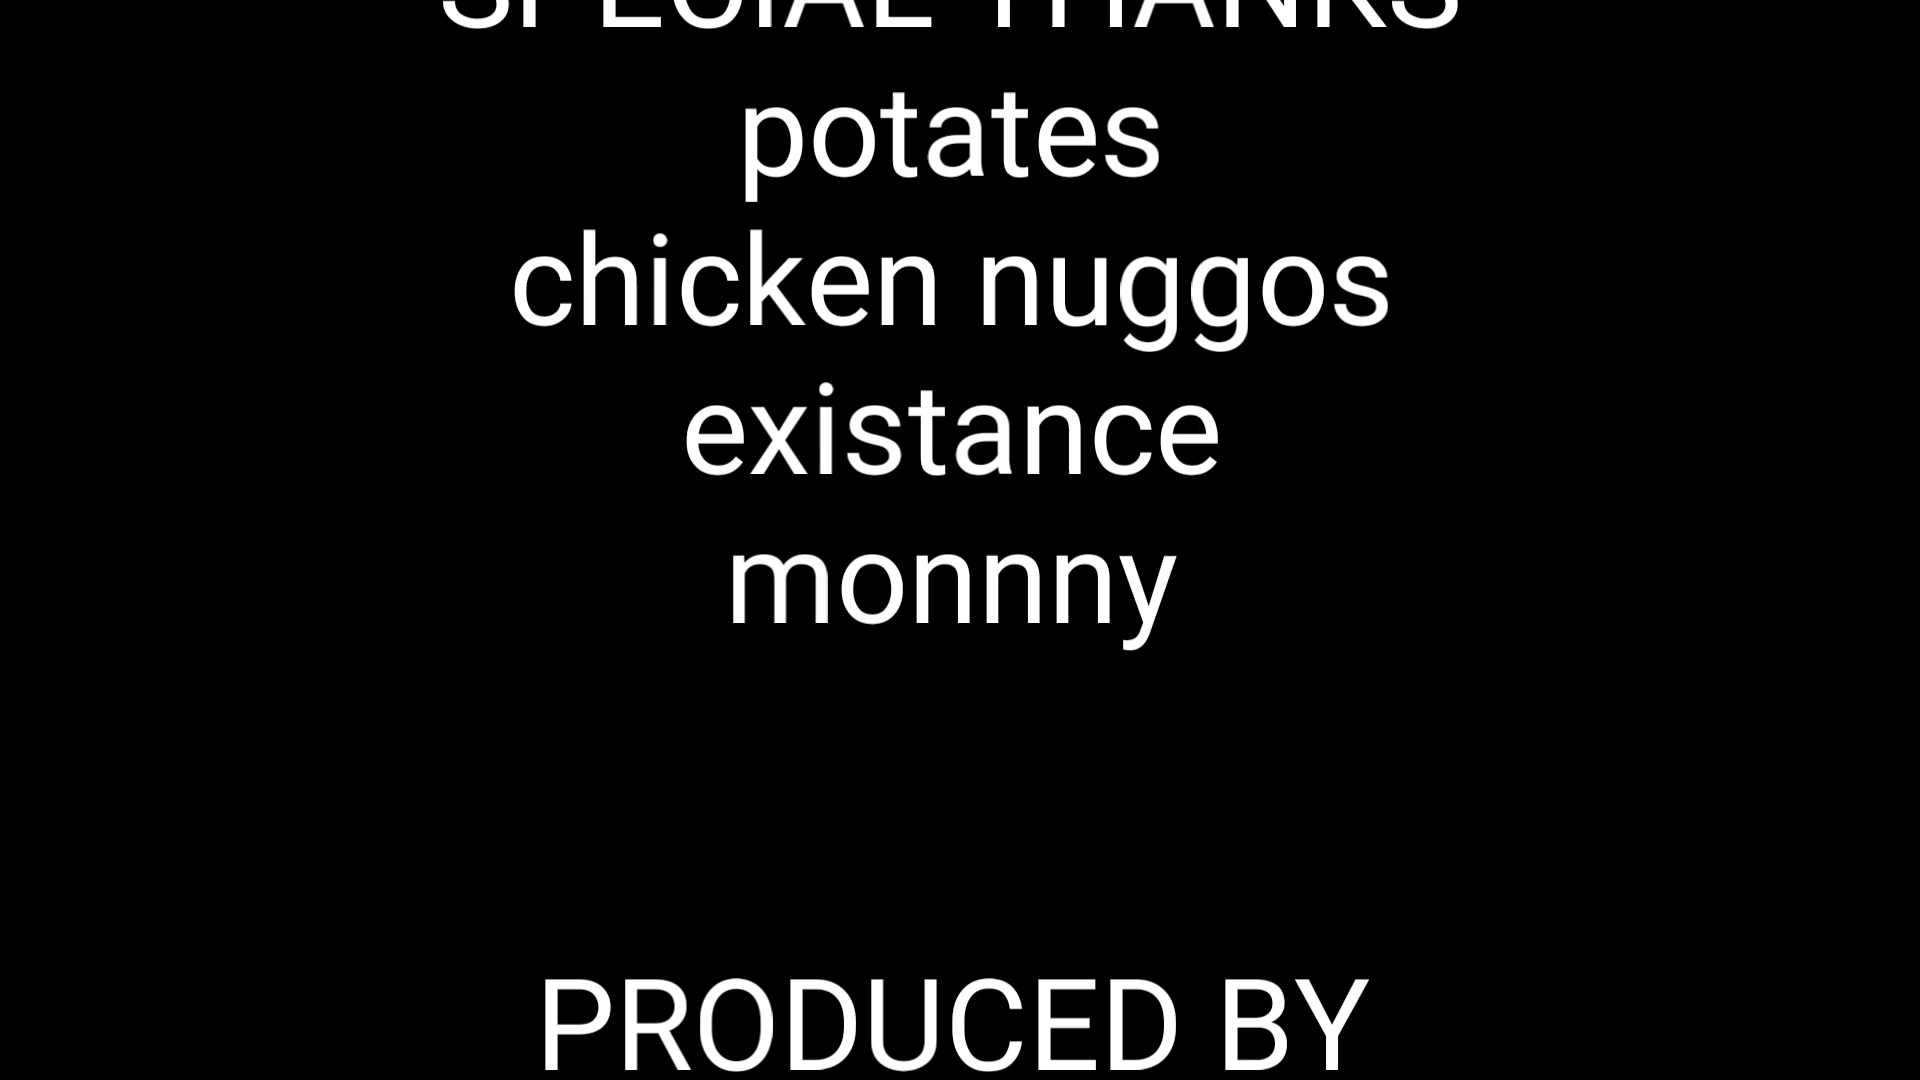 SPECIAL THANKS
potates
chicken nuggos
existance
monnny
PRODUCED BY